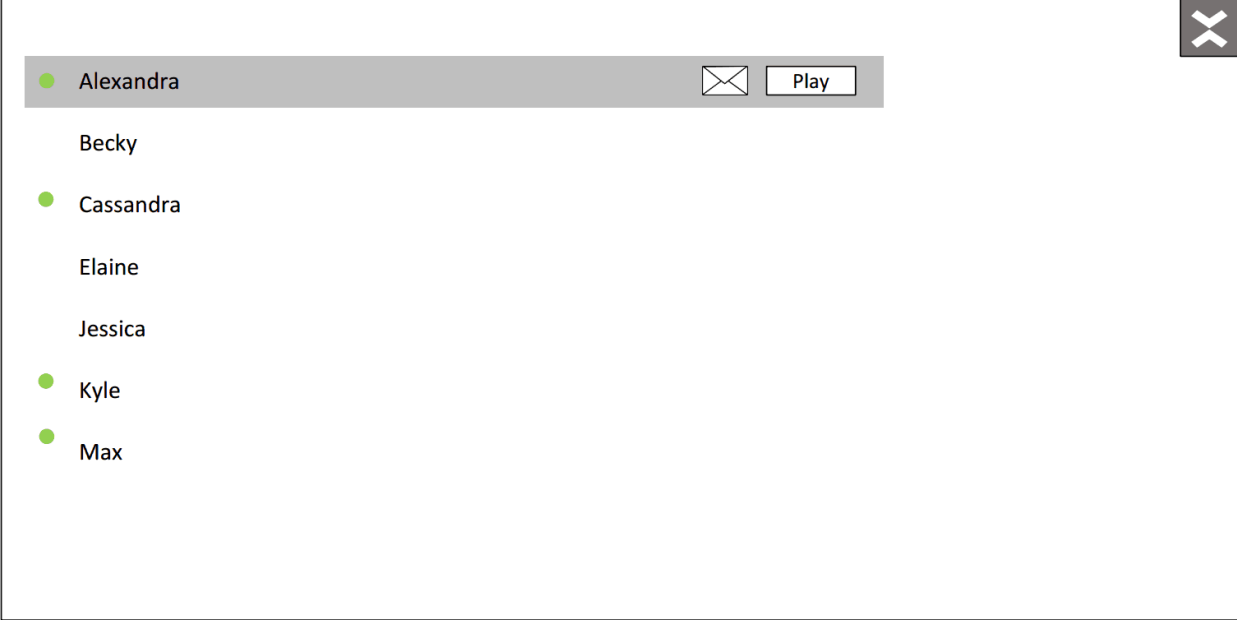 Alexandra Play
Becky
Cassandra
Elaine
Jessica
Kyle
Max